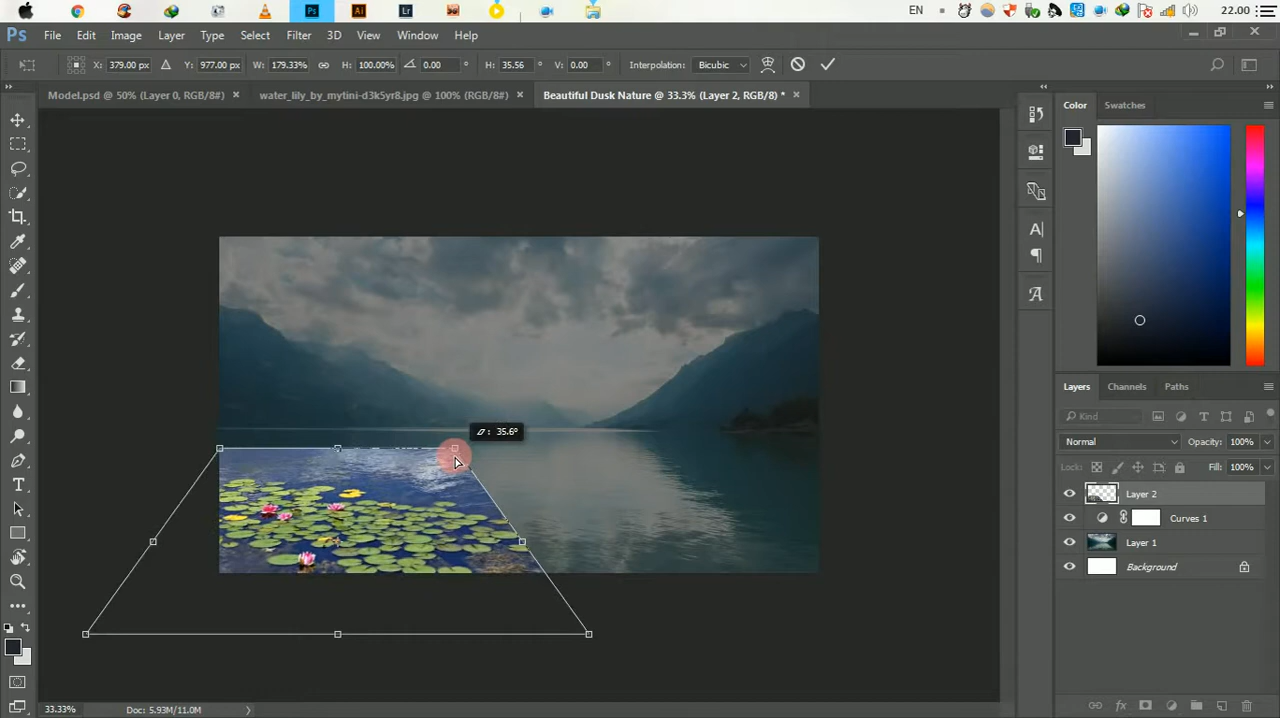 EN
22.00
Ps File Edit Image Layer Type Select Filter 3D View Window Help
X: 379.00 px Y: 977.00 px W: 179.33% H: 100.00% 0.00 ° H: 35.56 ° V: 0.00 ° Interpolation: Bicubic
Model.psd @ 50% (Layer 0, RGB/8#) × water_lily_by_mytini-d3k5yr8.jpg @ 100% (RGB/8#) × Beautiful Dusk Nature @ 33.3% (Layer 2, RGB/8) * ×
Color Swatches
35.6°
Layers Channels Paths
Kind
Normal Opacity: 100%
Lock: Fill: 100%
Layer 2
Curves 1
Layer 1
Background
33.33% Doc: 5.93M/11.0M